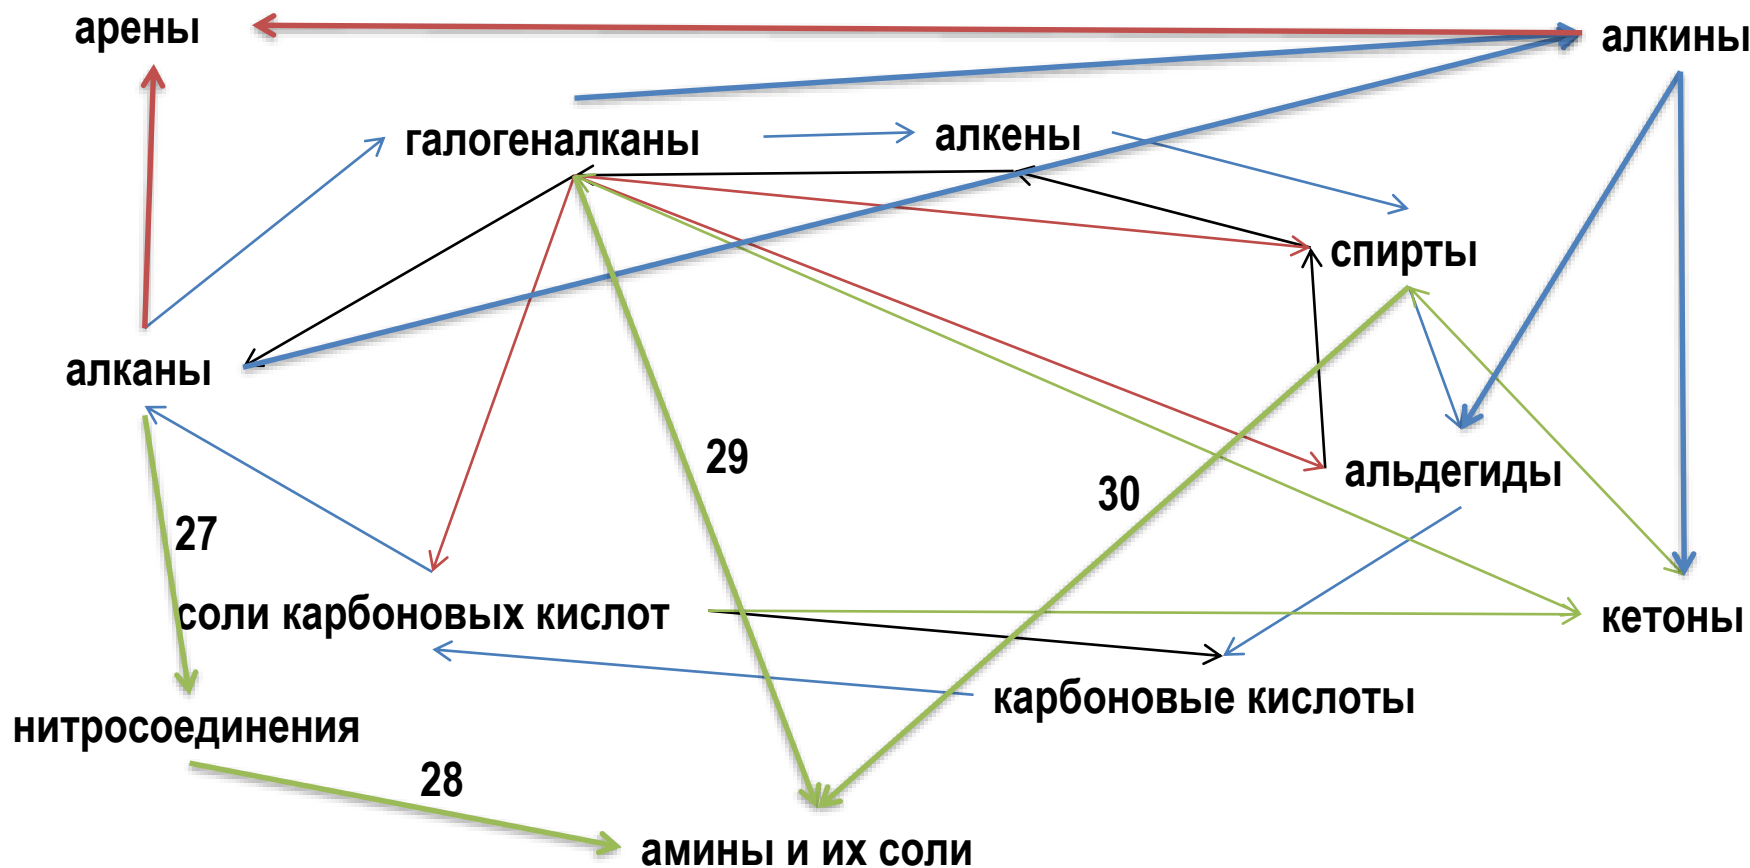 арены
алкины
галогеналканы
алкены
спирты
алканы
29
альдегиды
30
27
соли карбоновых кислот
кетоны
карбоновые кислоты
нитросоединения
28
амины и их соли